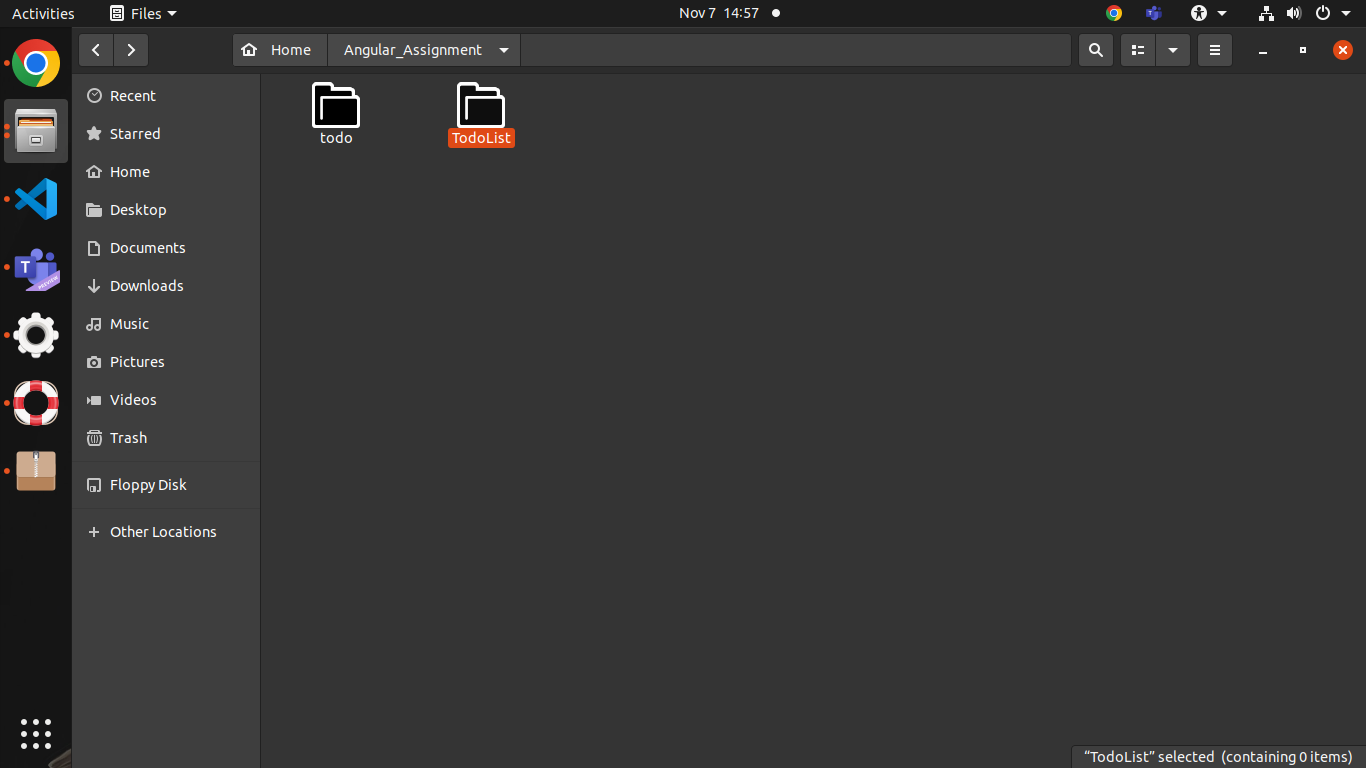 Activities
Files
Nov 7 14:57
Home
Angular_Assignment
Recent
Starred
Home
Desktop
Documents
Downloads
Music
Pictures
Videos
Trash
Floppy Disk
Other Locations
todo
TodoList
T
PREVIEW
“TodoList” selected (containing 0 items)